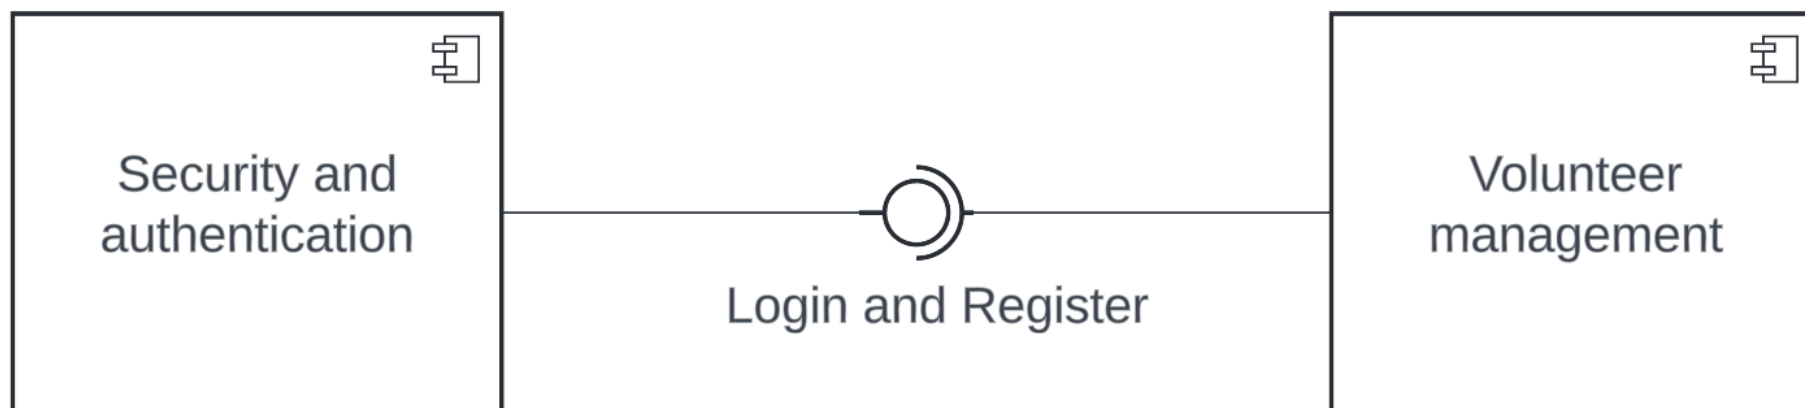 Security and
authentication
Login and Register
Volunteer
management